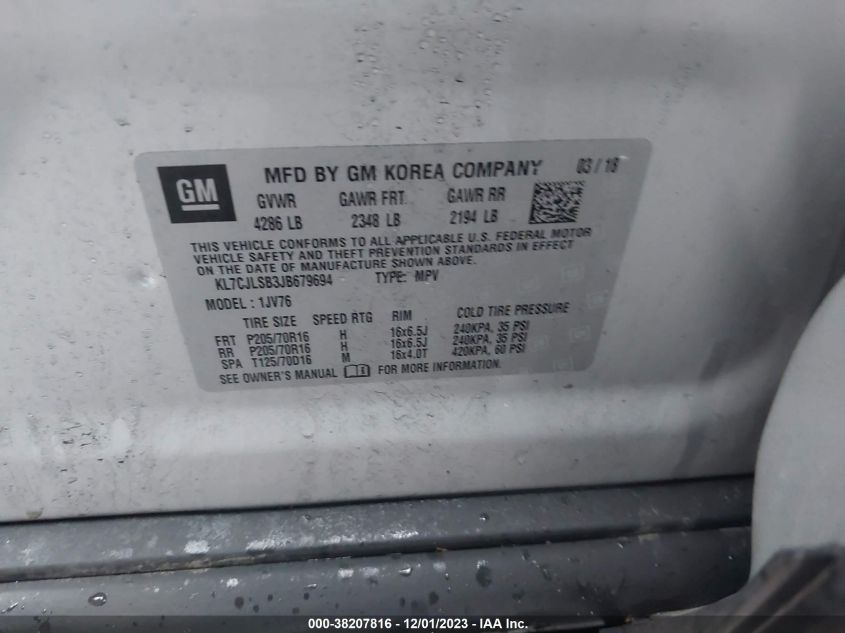 GM
MFD BY GM KOREA COMPANY 03 / 18
GVWR GAWR FRT GAWR RR
4286 LB 2348 LB 2194 LB
THIS VEHICLE CONFORMS TO ALL APPLICABLE U.S. FEDERAL MOTOR
VEHICLE SAFETY AND THEFT PREVENTION STANDARDS IN EFFECT
ON THE DATE OF MANUFACTURE SHOWN ABOVE.
KL7CJLSB3JB679694 TYPE: MPV
MODEL : 1JV76
TIRE SIZE SPEED RTG RIM COLD TIRE PRESSURE
FRT P205/70R16 H 16x6.5J 240KPA, 35 PSI
RR P205/70R16 H 16x6.5J 240KPA, 35 PSI
SPA T125/70D16 M 16x4.0T 420KPA, 60 PSI
SEE OWNER'S MANUAL FOR MORE INFORMATION.
000-38207816 - 12/01/2023 - IAA, Inc.